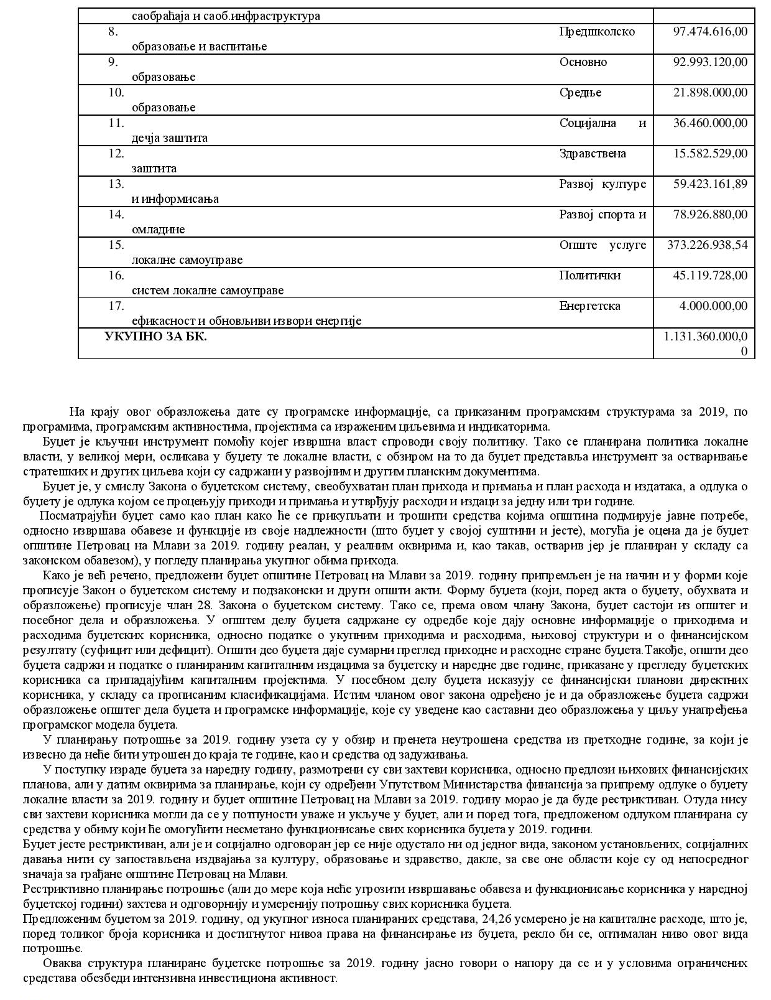 саобраћаја и саоб.инфраструктура
8. Предшколско 97.474.616,00
образовање и васпитање
9. Основно 92.993.120,00
образовање
10. Средње 21.898.000,00
образовање
11. Социјална и 36.460.000,00
дечја заштита
12. Здравствена 15.582.529,00
заштита
13. Развој културе 59.423.161,89
и информисања
14. Развој спорта и 78.926.880,00
омладине
15. Опште услуге 373.226.938,54
локалне самоуправе
16. Политички 45.119.728,00
систем локалне самоуправе
17. Енергетска 4.000.000,00
ефикасност и обновљиви извори енергије
УКУПНО ЗА БК. 1.131.360.000,0
0
На крају овог образложења дате су програмске информације, са приказаним програмским структурама за 2019, по
програмима, програмским активностима, пројектима са израженим циљевима и индикаторима.
Буџет је кључни инструмент помоћу којег извршна власт спроводи своју политику. Тако се планирана политика локалне
власти, у великој мери, осликава у буџету те локалне власти, с обзиром на то да буџет представља инструмент за остваривање
стратешких и других циљева који су садржани у развојним и другим планским документима.
Буџет је, у смислу Закона о буџетском систему, свеобухватан план прихода и примања и план расхода и издатака, а одлука о
буџету је одлука којом се процењују приходи и примања и утврђују расходи и издаци за једну или три године.
Посматрајући буџет само као план како ће се прикупљати и трошити средства којима општина подмирује јавне потребе,
односно извршава обавезе и функције из своје надлежности (што буџет у својој суштини и јесте), могућа је оцена да је буџет
општине Петровац на Млави за 2019. годину реалан, у реалним оквирима и, као такав, остварив јер је планиран у складу са
законском обавезом), у погледу планирања укупног обима прихода.
Како је већ речено, предложени буџет општине Петровац на Млави за 2019. годину припремљен је на начин и у форми које
прописује Закон о буџетском систему и подзаконски и други општи акти. Форму буџета (који, поред акта о буџету, обухвата и
образложење) прописује члан 28. Закона о буџетском систему. Тако се, према овом члану Закона, буџет састоји из општег и
посебног дела и образложења. У општем делу буџета садржане су одредбе које дају основне информације о приходима и
расходима буџетских корисника, односно податке о укупним приходима и расходима, њиховој структури и о финансијском
резултату (суфицит или дефицит). Општи део буџета даје сумарни преглед приходне и расходне стране буџета.Такође, општи део
буџета садржи и податке о планираним капиталним издацима за буџетску и наредне две године, приказане у прегледу буџетских
корисника са припадајућим капиталним пројектима. У посебном делу буџета исказују се финансијски планови директних
корисника, у складу са прописаним класификацијама. Истим чланом овог закона одређено је и да образложење буџета садржи
образложење општег дела буџета и програмске информације, које су уведене као саставни део образложења у циљу унапређења
програмског модела буџета.
У планирању потрошње за 2019. годину узета су у обзир и пренета неутрошена средства из претходне године, за који је
извесно да неће бити утрошен до краја те године, као и средства од задуживања.
У поступку израде буџета за наредну годину, размотрени су сви захтеви корисника, односно предлози њихових финансијских
планова, али у датим оквирима за планирање, који су одређени Упутством Министарства финансија за припрему одлуке о буџету
локалне власти за 2019. годину и буџет општине Петровац на Млави за 2019. годину морао је да буде рестриктиван. Отуда нису
сви захтеви корисника могли да се у потпуности уваже и укључе у буџет, али и поред тога, предложеном одлуком планирана су
средства у обиму који ће омогућити несметано функционисање свих корисника буџета у 2019. години.
Буџет јесте рестриктиван, али је и социјално одговоран јер се није одустало ни од једног вида, законом установљених, социјалних
давања нити су запостављена издвајања за културу, образовање и здравство, дакле, за све оне области које су од непосредног
значаја за грађане општине Петровац на Млави.
Рестриктивно планирање потрошње (али до мере која неће угрозити извршавање обавеза и функционисање корисника у наредној
буџетској години) захтева и одговорнију и умеренију потрошњу свих корисника буџета.
Предложеним буџетом за 2019. годину, од укупног износа планираних средстава, 24,26 усмерено је на капиталне расходе, што је,
поред толиког броја корисника и достигнутог нивоа права на финансирање из буџета, рекло би се, оптималан ниво овог вида
потрошње.
Оваква структура планиране буџетске потрошње за 2019. годину јасно говори о напору да се и у условима ограничених
средстава обезбеди интензивна инвестициона активност.